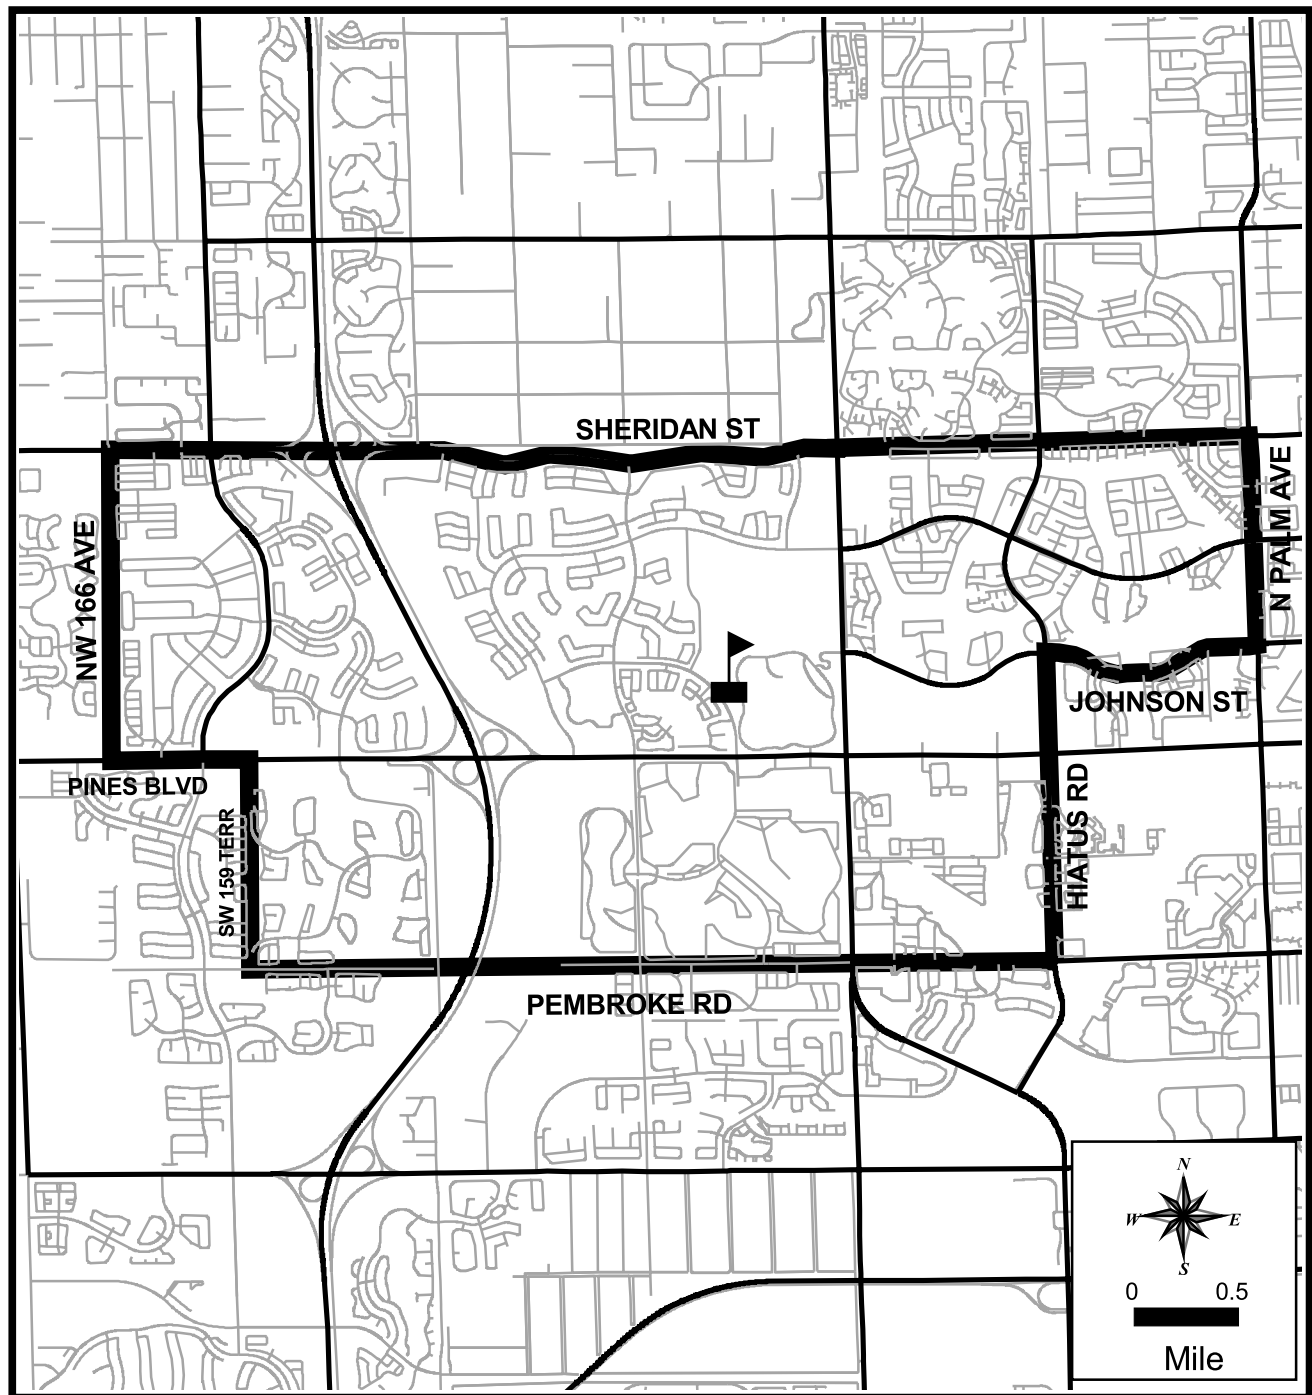 SHERIDAN ST
N PALM AVE
NW 166 AVE
JOHNSON ST
PINES BLVD
HIATUS RD
SW 159 TERR
PEMBROKE RD
N
W E
S
0 0.5
Mile